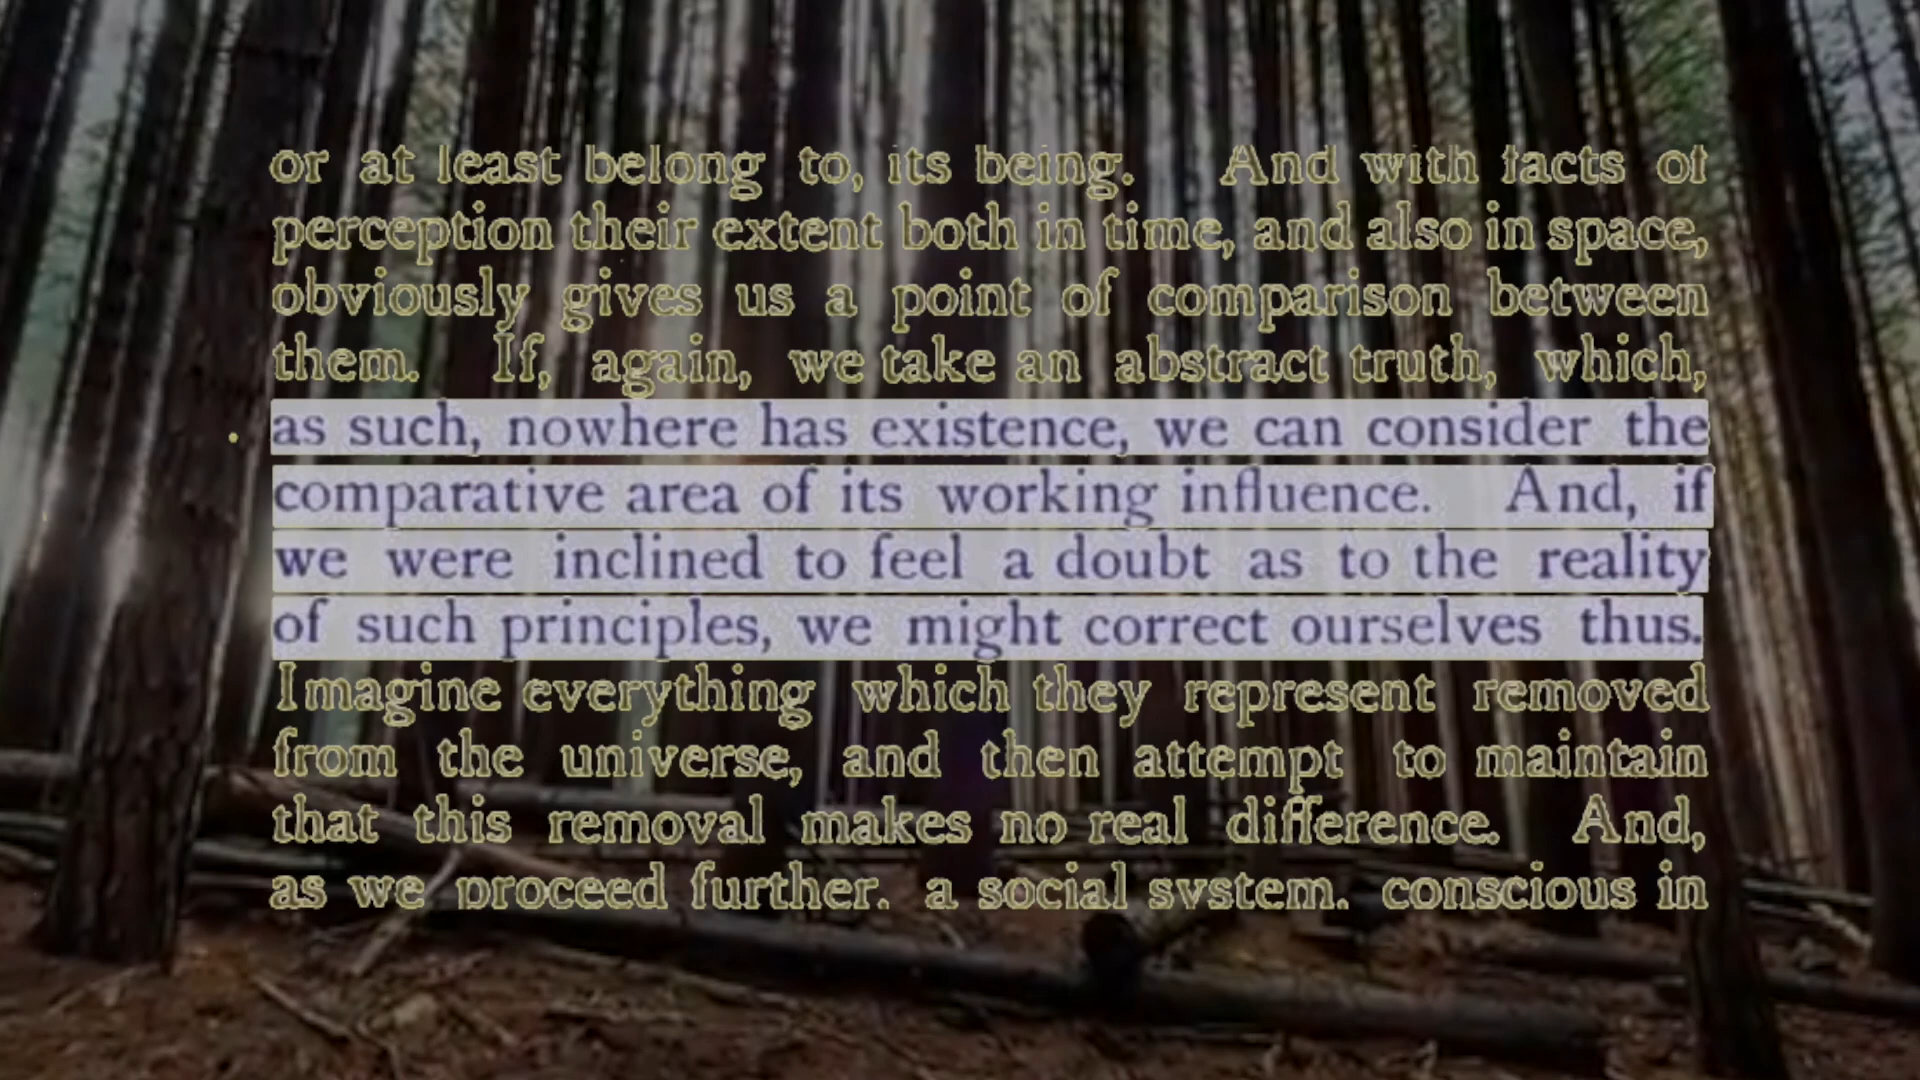 or at least belong to, its being. And with facts of
perception their extent both in time, and also in space,
obviously gives us a point of comparison between
them. If, again, we take an abstract truth, which,
as such, nowhere has existence, we can consider the
comparative area of its working influence. And, if
we were inclined to feel a doubt as to the reality
of such principles, we might correct ourselves thus.
Imagine everything which they represent removed
from the universe, and then attempt to maintain
that this removal makes no real difference. And,
as we proceed further, a social system, conscious in